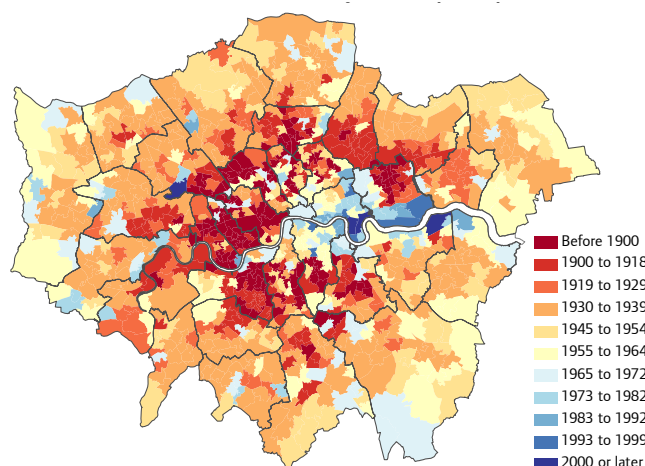 Before 1900
1900 to 1918
1919 to 1929
1930 to 1939
1945 to 1954
1955 to 1964
1965 to 1972
1973 to 1982
1983 to 1992
1993 to 1999
2000 or later